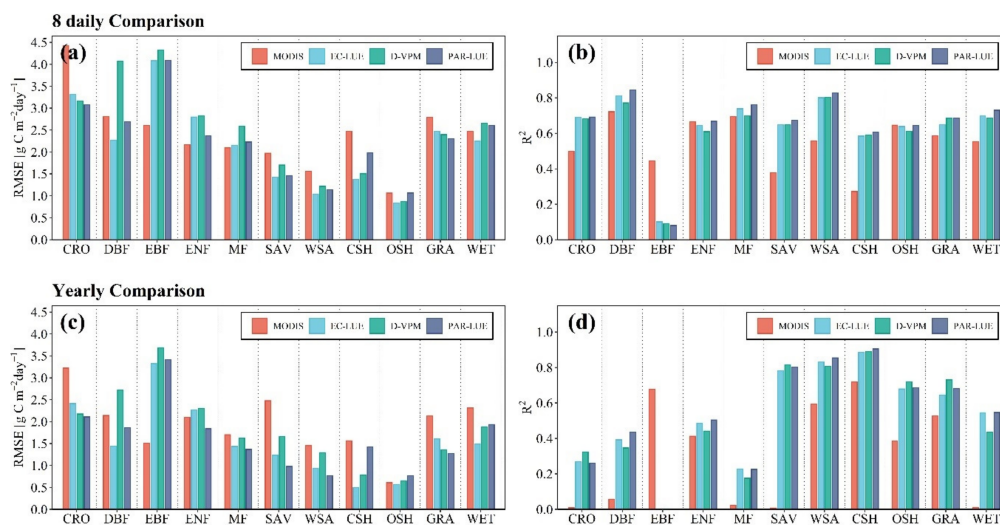 8 daily Comparison
(a)
MODIS EC-LUE D-VPM PAR-LUE
RMSE [g C m−2day−1]
4.5
4.0
3.5
3.0
2.5
2.0
1.5
1.0
0.5
0.0
CRO DBF EBF ENF MF SAV WSA CSH OSH GRA WET
(b)
MODIS EC-LUE D-VPM PAR-LUE
R2
1.0
0.8
0.6
0.4
0.2
0.0
CRO DBF EBF ENF MF SAV WSA CSH OSH GRA WET
Yearly Comparison
(c)
MODIS EC-LUE D-VPM PAR-LUE
RMSE [g C m−2day−1]
4.5
4.0
3.5
3.0
2.5
2.0
1.5
1.0
0.5
0.5
CRO DBF EBF ENF MF SAV WSA CSH OSH GRA WET
(d)
MODIS EC-LUE D-VPM PAR-LUE
R2
1.0
0.8
0.6
0.4
0.2
0.0
CRO DBF EBF ENF MF SAV WSA CSH OSH GRA WET